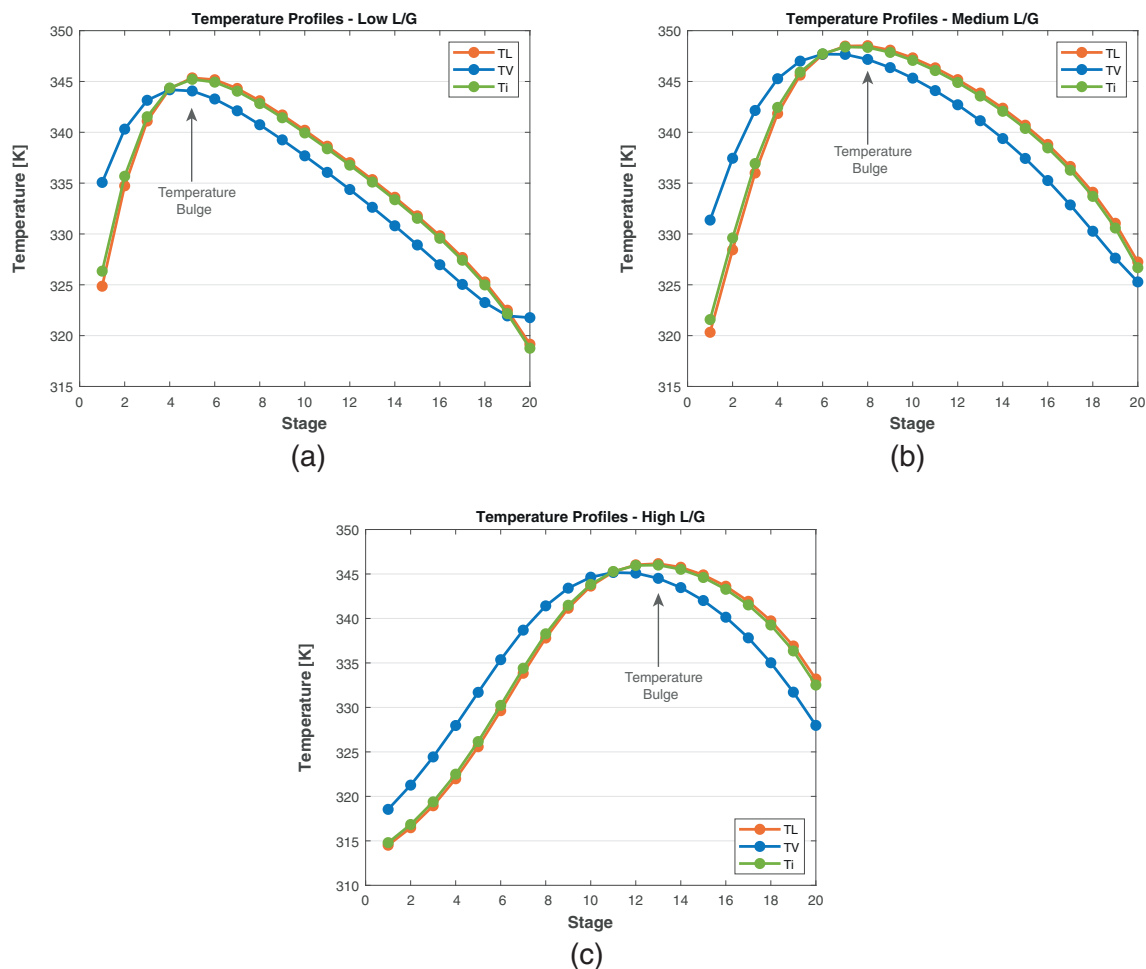 Temperature Profiles - Low L/G
Temperature [K]
350
345
340
335
330
325
320
315
0 2 4 6 8 10 12 14 16 18 20
Stage
TL
TV
Ti
Temperature
Bulge
(a)
Temperature Profiles - Medium L/G
Temperature [K]
350
345
340
335
330
325
320
315
0 2 4 6 8 10 12 14 16 18 20
Stage
TL
TV
Ti
Temperature
Bulge
(b)
Temperature Profiles - High L/G
Temperature [K]
350
345
340
335
330
325
320
315
310
0 2 4 6 8 10 12 14 16 18 20
Stage
Temperature
Bulge
TL
TV
Ti
(c)